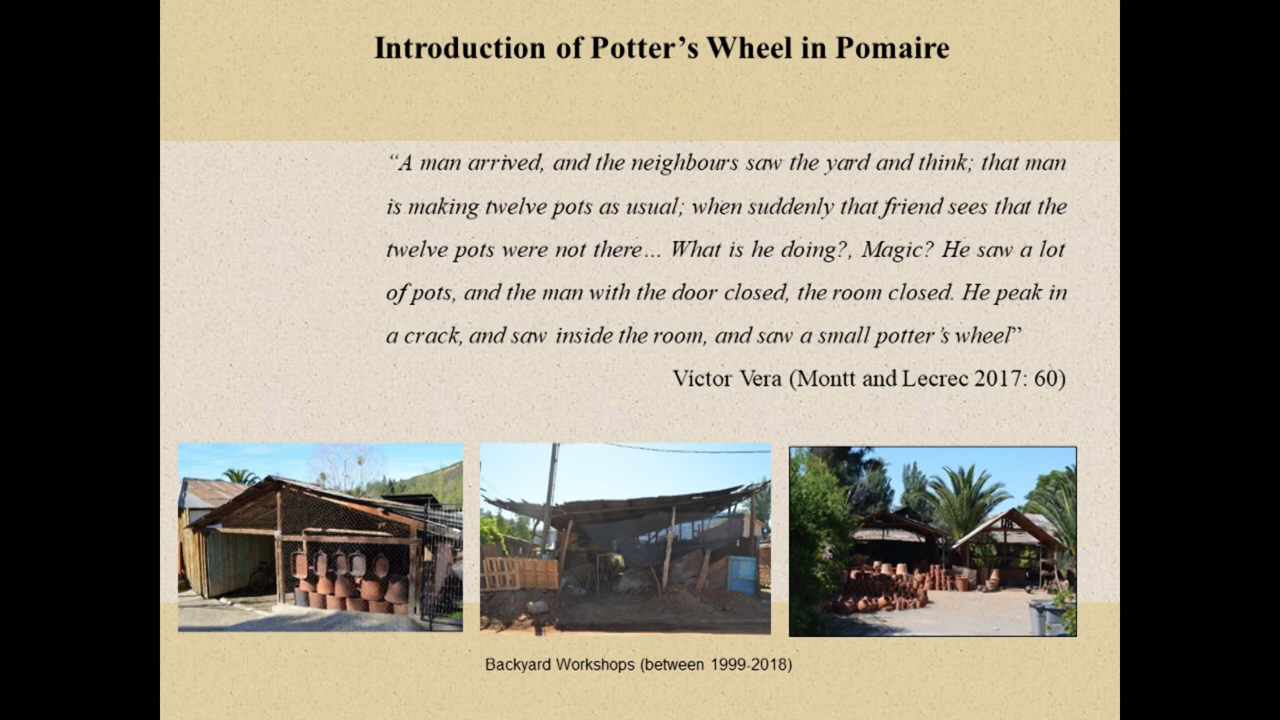 Introduction of Potter’s Wheel in Pomaire
“A man arrived, and the neighbours saw the yard and think; that man
is making twelve pots as usual; when suddenly that friend sees that the
twelve pots were not there… What is he doing?, Magic? He saw a lot
of pots, and the man with the door closed, the room closed. He peak in
a crack, and saw inside the room, and saw a small potter’s wheel”
Víctor Vera (Montt and Lecrec 2017: 60)
Backyard Workshops (between 1999-2018)